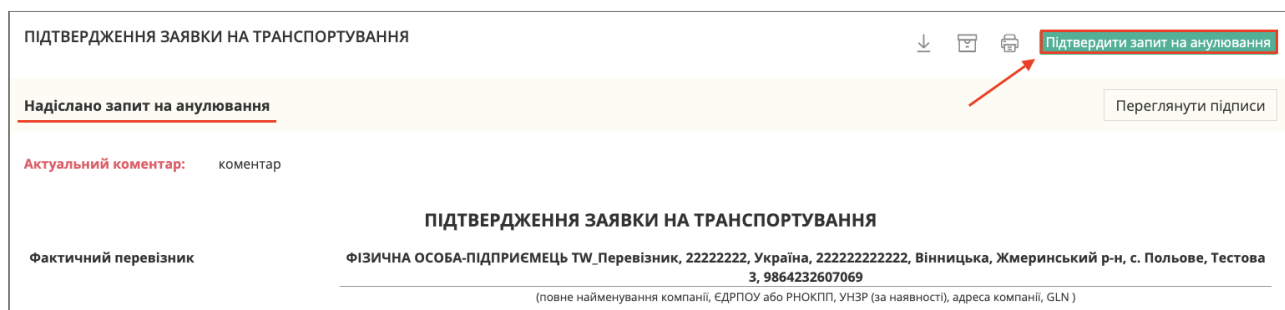 ПІДТВЕРДЖЕННЯ ЗАЯВКИ НА ТРАНСПОРТУВАННЯ
Підтвердити запит на анулювання
Надіслано запит на анулювання
Переглянути підписи
Актуальний коментар: коментар
ПІДТВЕРДЖЕННЯ ЗАЯВКИ НА ТРАНСПОРТУВАННЯ
Фактичний перевізник ФІЗИЧНА ОСОБА-ПІДПРИЄМЕЦЬ TW_Перевізник, 22222222, Україна, 222222222222, Вінницька, Жмеринський р-н, с. Польове, Тестова
3, 9864232607069
(повне найменування компанії, ЄДРПОУ або РНОКПП, УНЗР (за наявності), адреса компанії, GLN )